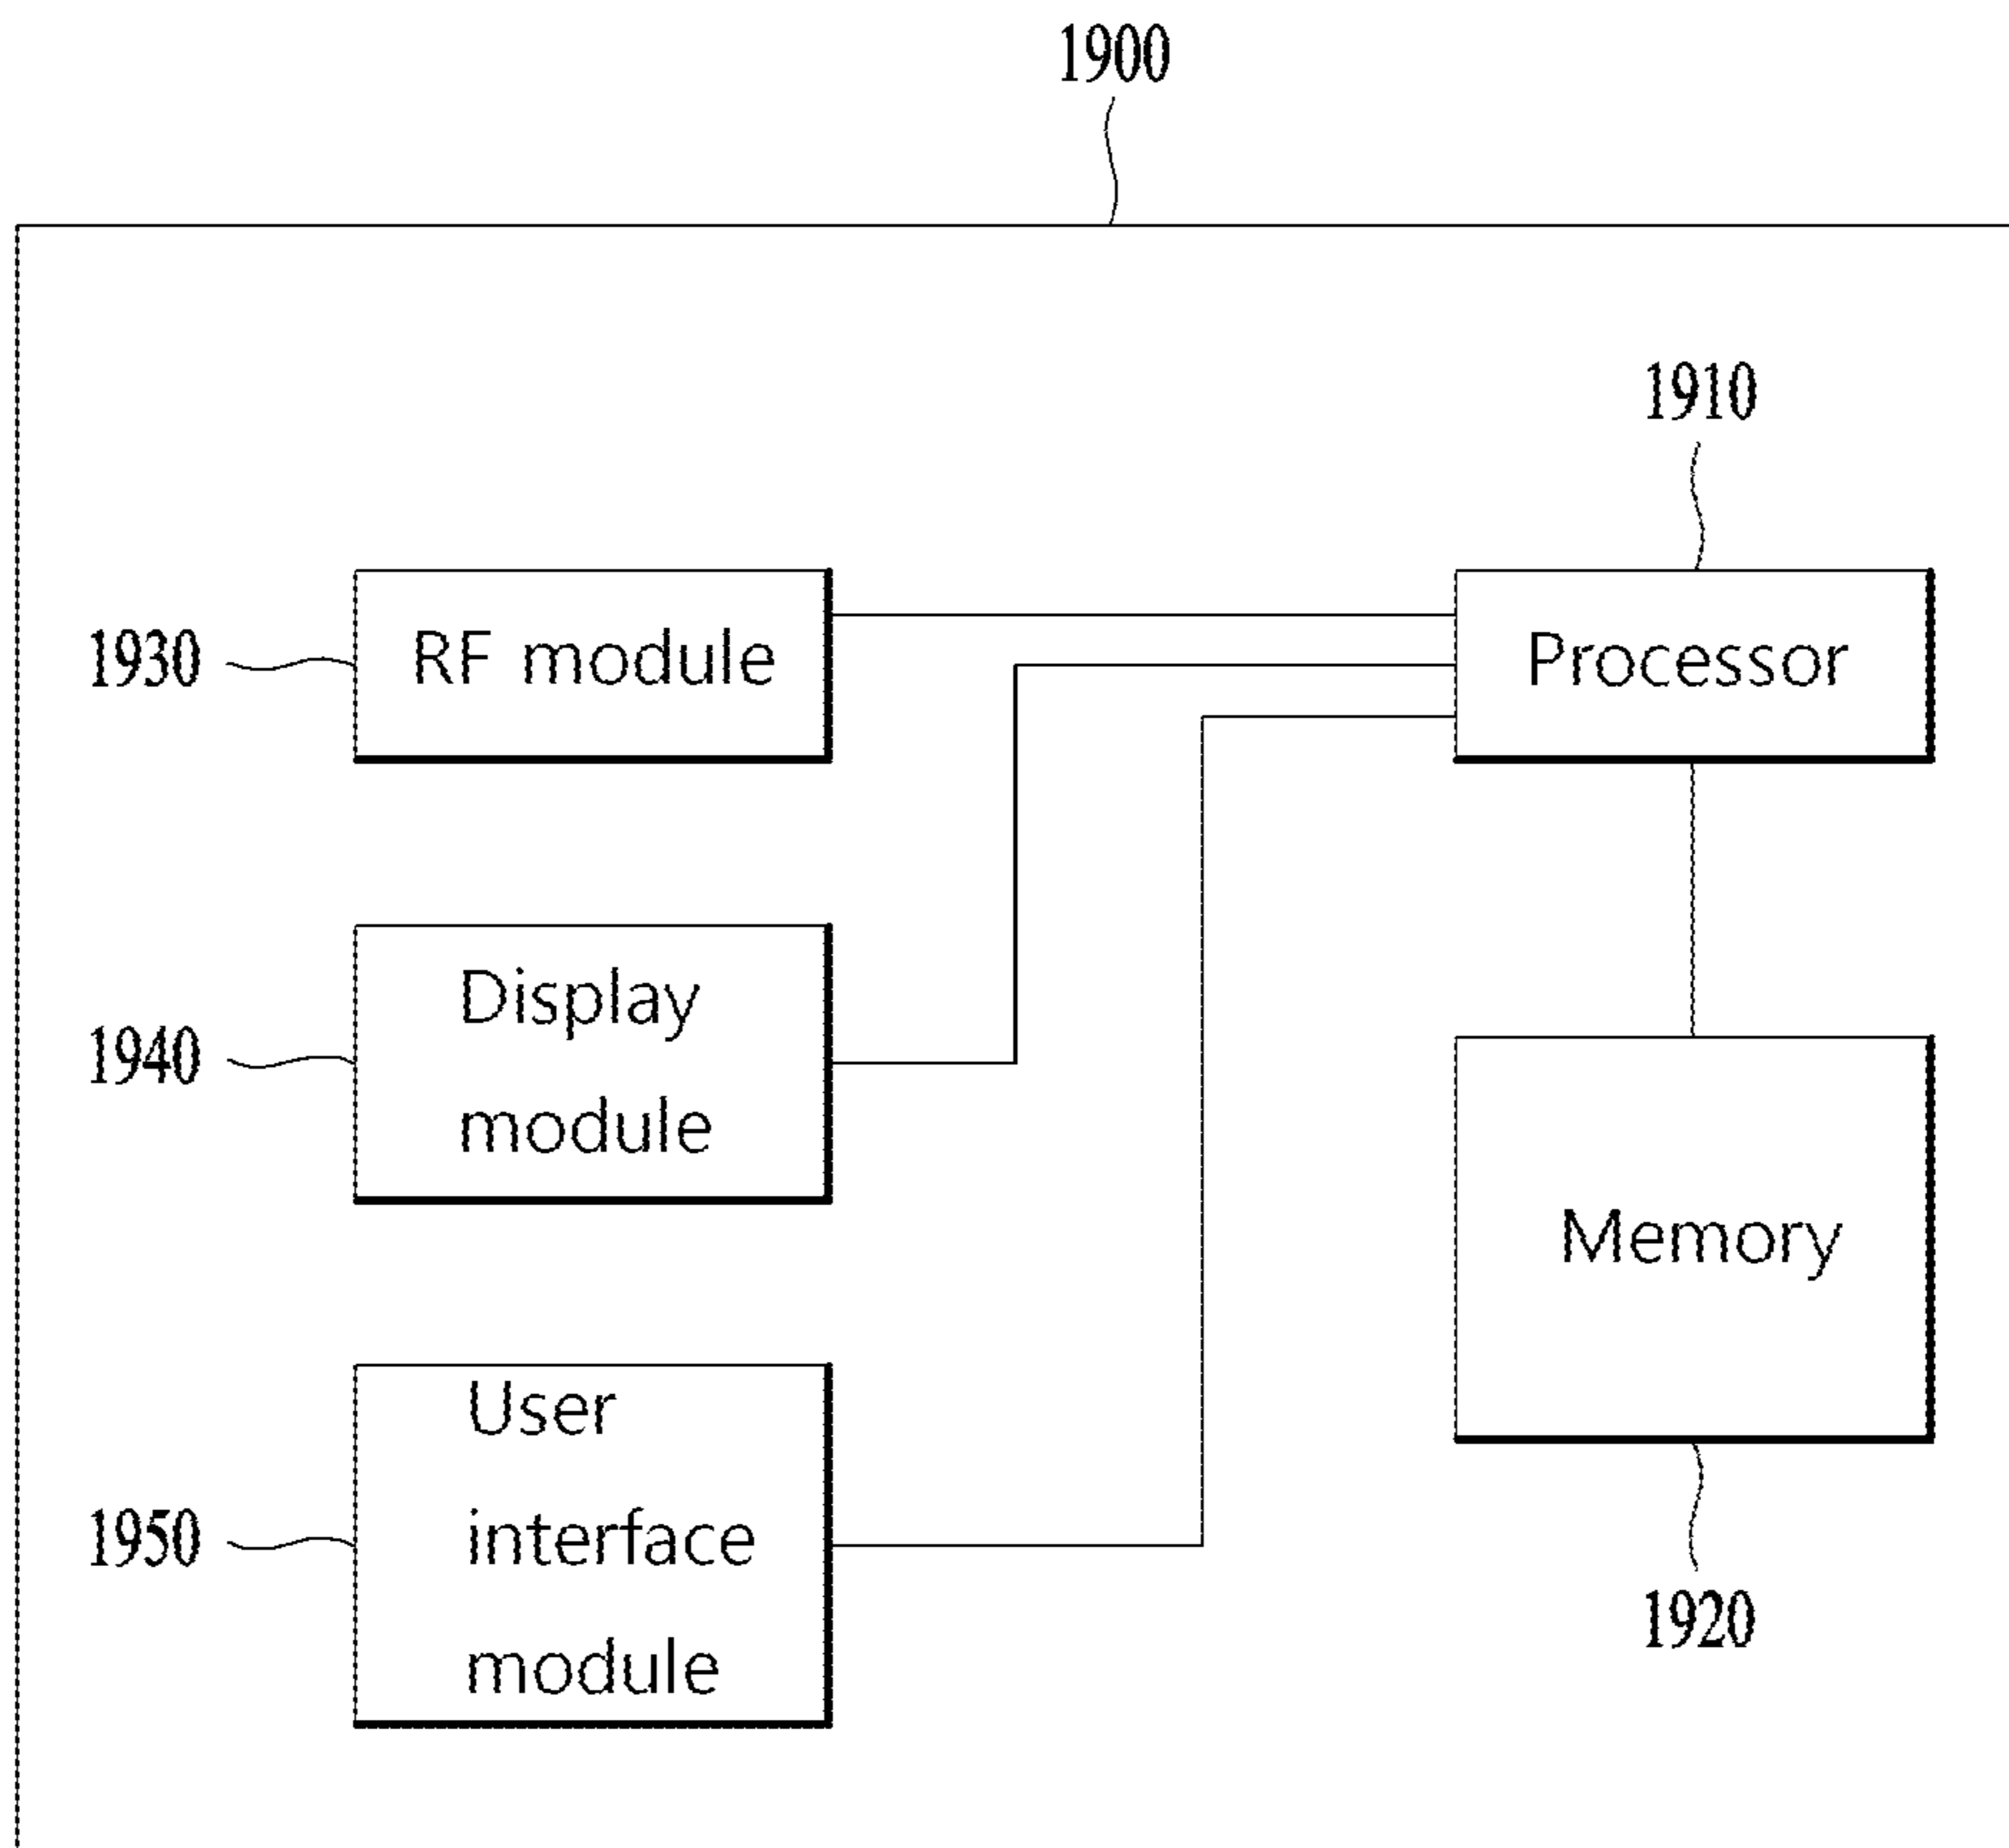 1900
1910
1930
RF module
Processor
1940
Display
module
Memory
1950
User
interface
module
1920